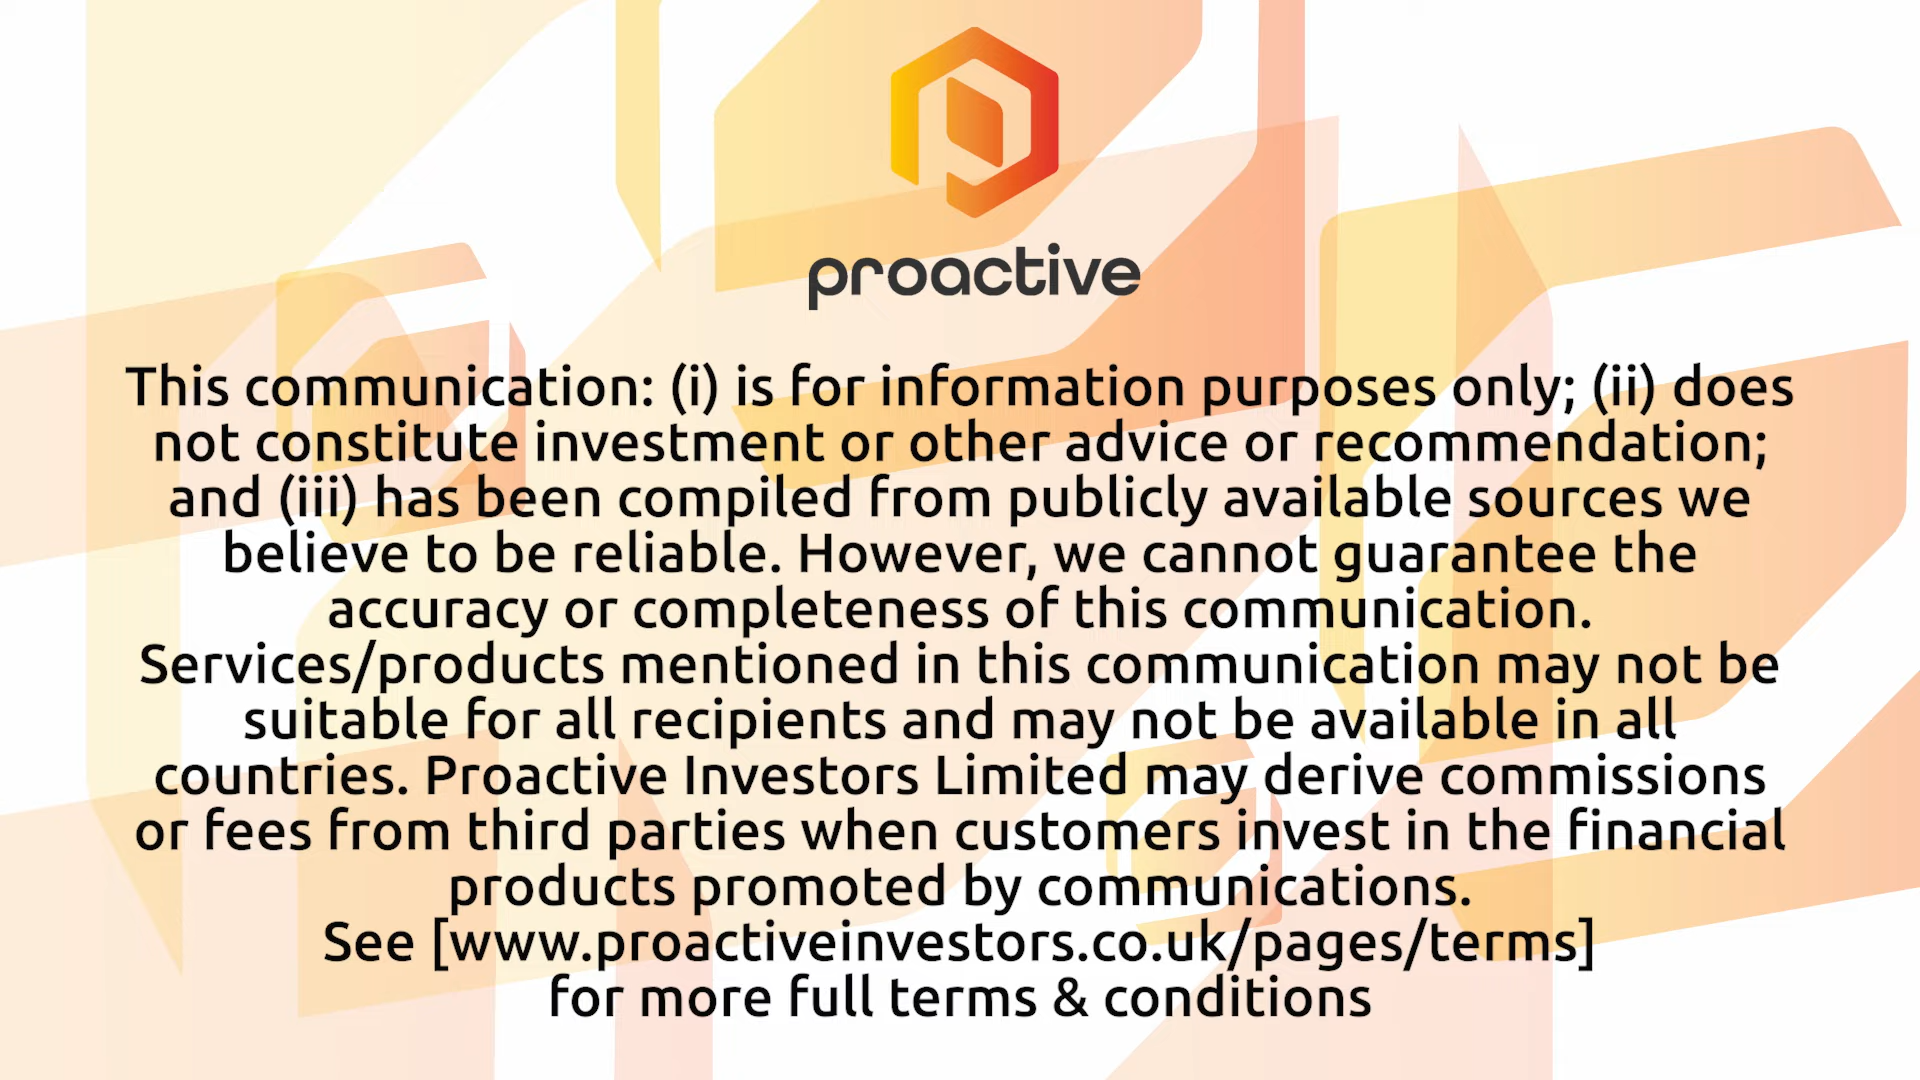 proactive
This communication: (i) is for information purposes only; (ii) does
not constitute investment or other advice or recommendation;
and (iii) has been compiled from publicly available sources we
believe to be reliable. However, we cannot guarantee the
accuracy or completeness of this communication.
Services/products mentioned in this communication may not be
suitable for all recipients and may not be available in all
countries. Proactive Investors Limited may derive commissions
or fees from third parties when customers invest in the financial
products promoted by communications.
See [www.proactiveinvestors.co.uk/pages/terms]
for more full terms & conditions